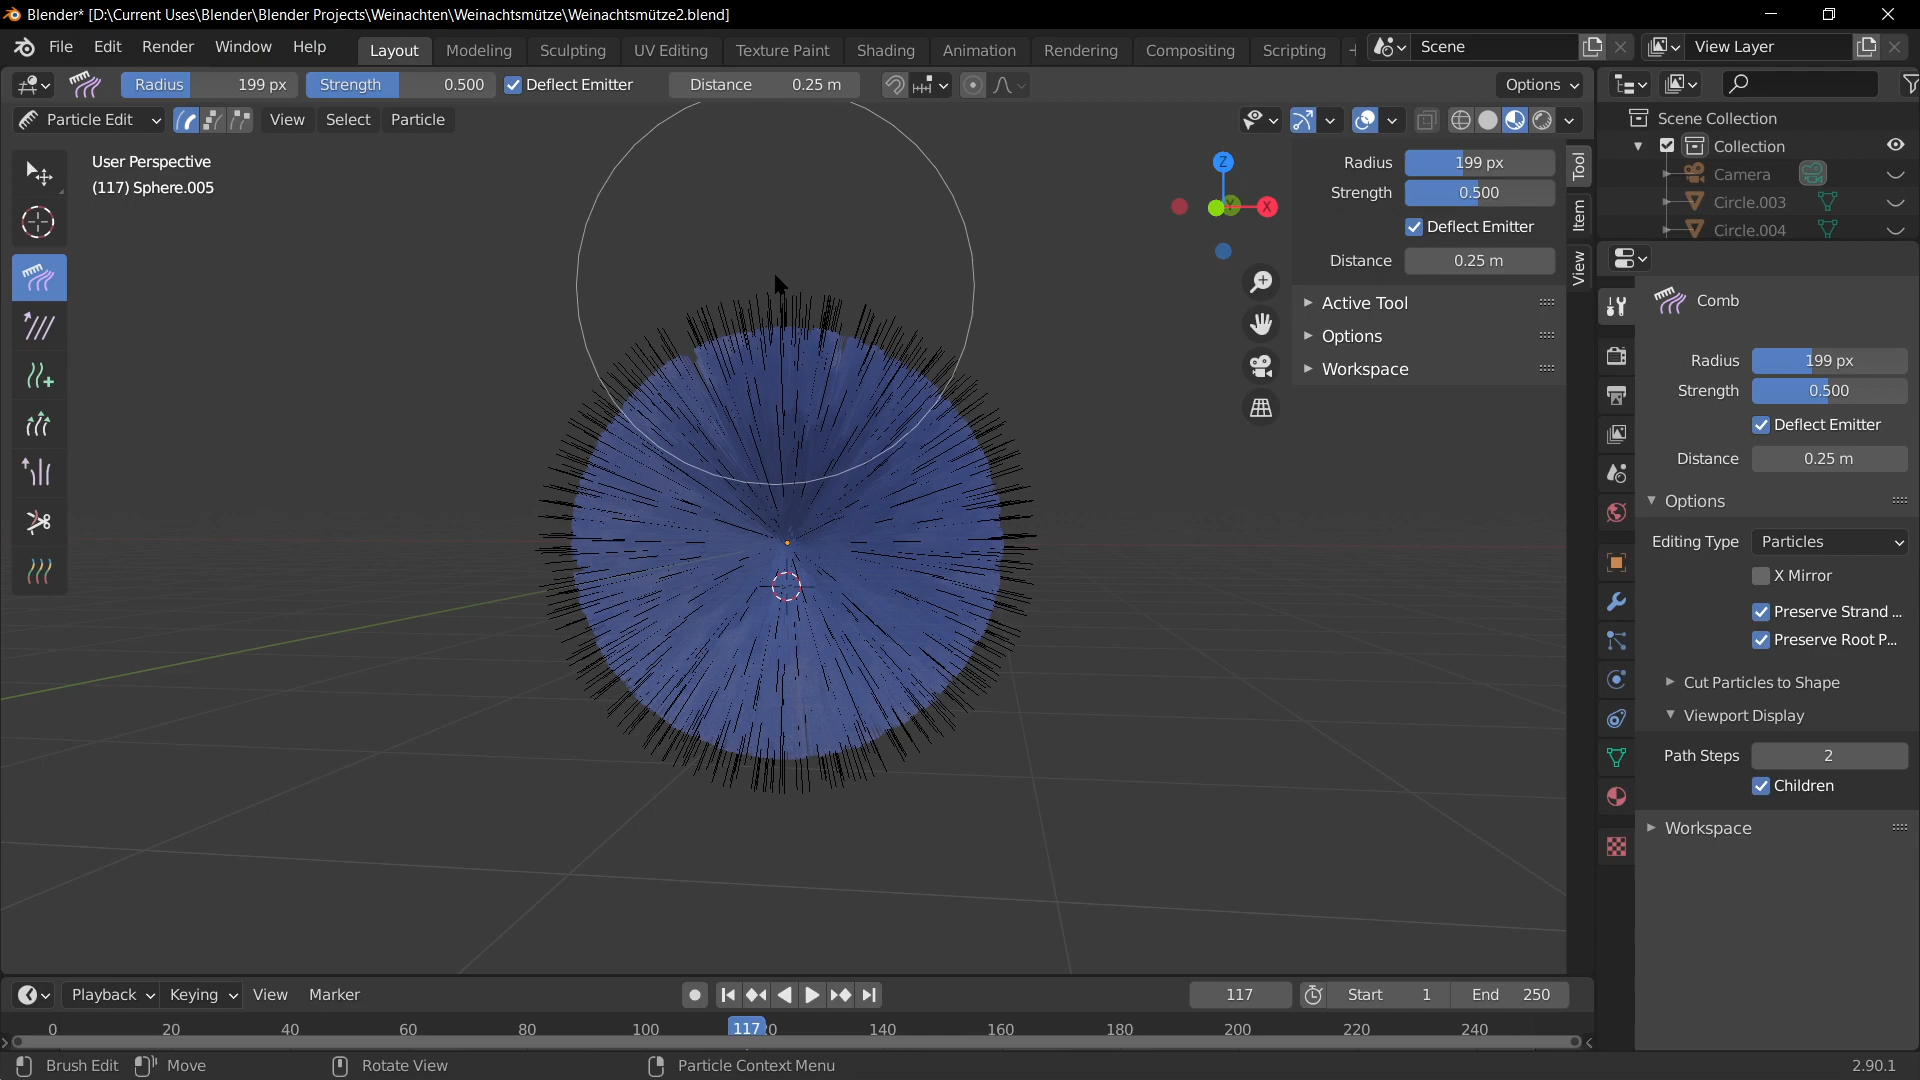 Blender* [D:\Current Uses\Blender\Blender Projects\Weinachten\Weinachtsmütze\Weinachtsmütze2.blend]
File Edit Render Window Help Layout Modeling Sculpting UV Editing Texture Paint Shading Animation Rendering Compositing Scripting Scene View Layer
Radius 199 px Strength 0.500 Deflect Emitter Distance 0.25 m Options
Particle Edit View Select Particle
User Perspective
(117) Sphere.005
Z
Y
X
Radius 199 px
Strength 0.500
Deflect Emitter
Distance 0.25 m
Active Tool
Options
Workspace
Tool
Item
View
Scene Collection
Collection
Camera
Circle.003
Circle.004
Comb
Radius 199 px
Strength 0.500
Deflect Emitter
Distance 0.25 m
Options
Editing Type Particles
X Mirror
Preserve Strand ...
Preserve Root P...
Cut Particles to Shape
Viewport Display
Path Steps 2
Children
Workspace
Playback Keying View Marker 117 Start 1 End 250
0 20 40 60 80 100 117 140 160 180 200 220 240
Brush Edit Move Rotate View Particle Context Menu 2.90.1